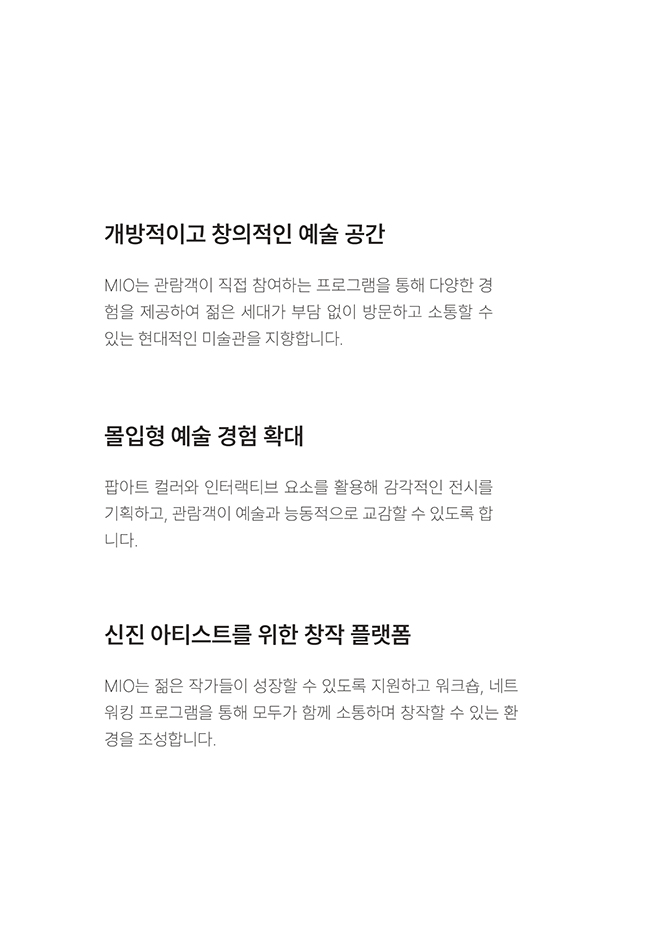 개방적이고 창의적인 예술 공간
MIO는 관람객이 직접 참여하는 프로그램을 통해 다양한 경
험을 제공하여 젊은 세대가 부담 없이 방문하고 소통할 수
있는 현대적인 미술관을 지향합니다.
몰입형 예술 경험 확대
팝아트 컬러와 인터랙티브 요소를 활용해 감각적인 전시를
기획하고, 관람객이 예술과 능동적으로 교감할 수 있도록 합
니다.
신진 아티스트를 위한 창작 플랫폼
MIO는 젊은 작가들이 성장할 수 있도록 지원하고 워크숍, 네트
워킹 프로그램을 통해 모두가 함께 소통하며 창작할 수 있는 환
경을 조성합니다.